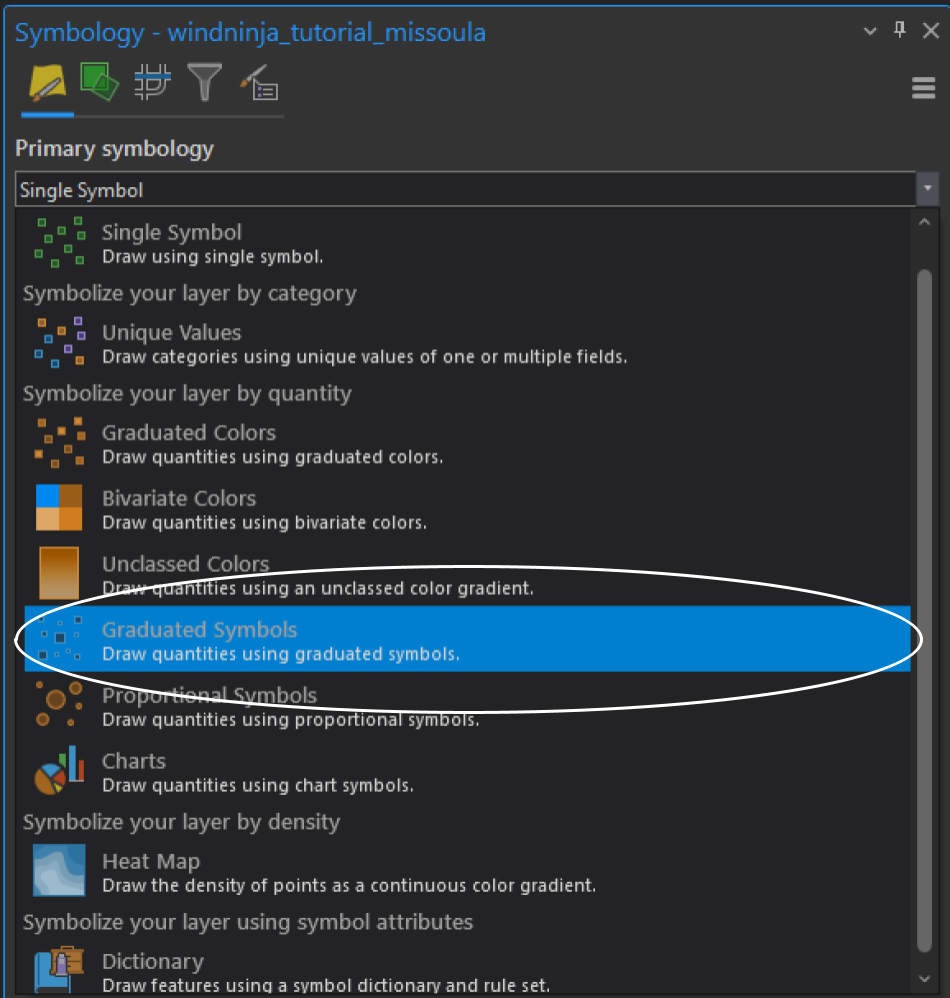 Symbology - windninja_tutorial_missoula
Primary symbology
Single Symbol
Single Symbol
Draw using single symbol.
Symbolize your layer by category
Unique Values
Draw categories using unique values of one or multiple fields.
Symbolize your layer by quantity
Graduated Colors
Draw quantities using graduated colors.
Bivariate Colors
Draw quantities using bivariate colors.
Unclassed Colors
Draw quantities using an unclassed color gradient.
Graduated Symbols
Draw quantities using graduated symbols.
Proportional Symbols
Draw quantities using proportional symbols.
Charts
Draw quantities using chart symbols.
Symbolize your layer by density
Heat Map
Draw the density of points as a continuous color gradient.
Symbolize your layer using symbol attributes
Dictionary
Draw features using a symbol dictionary and rule set.